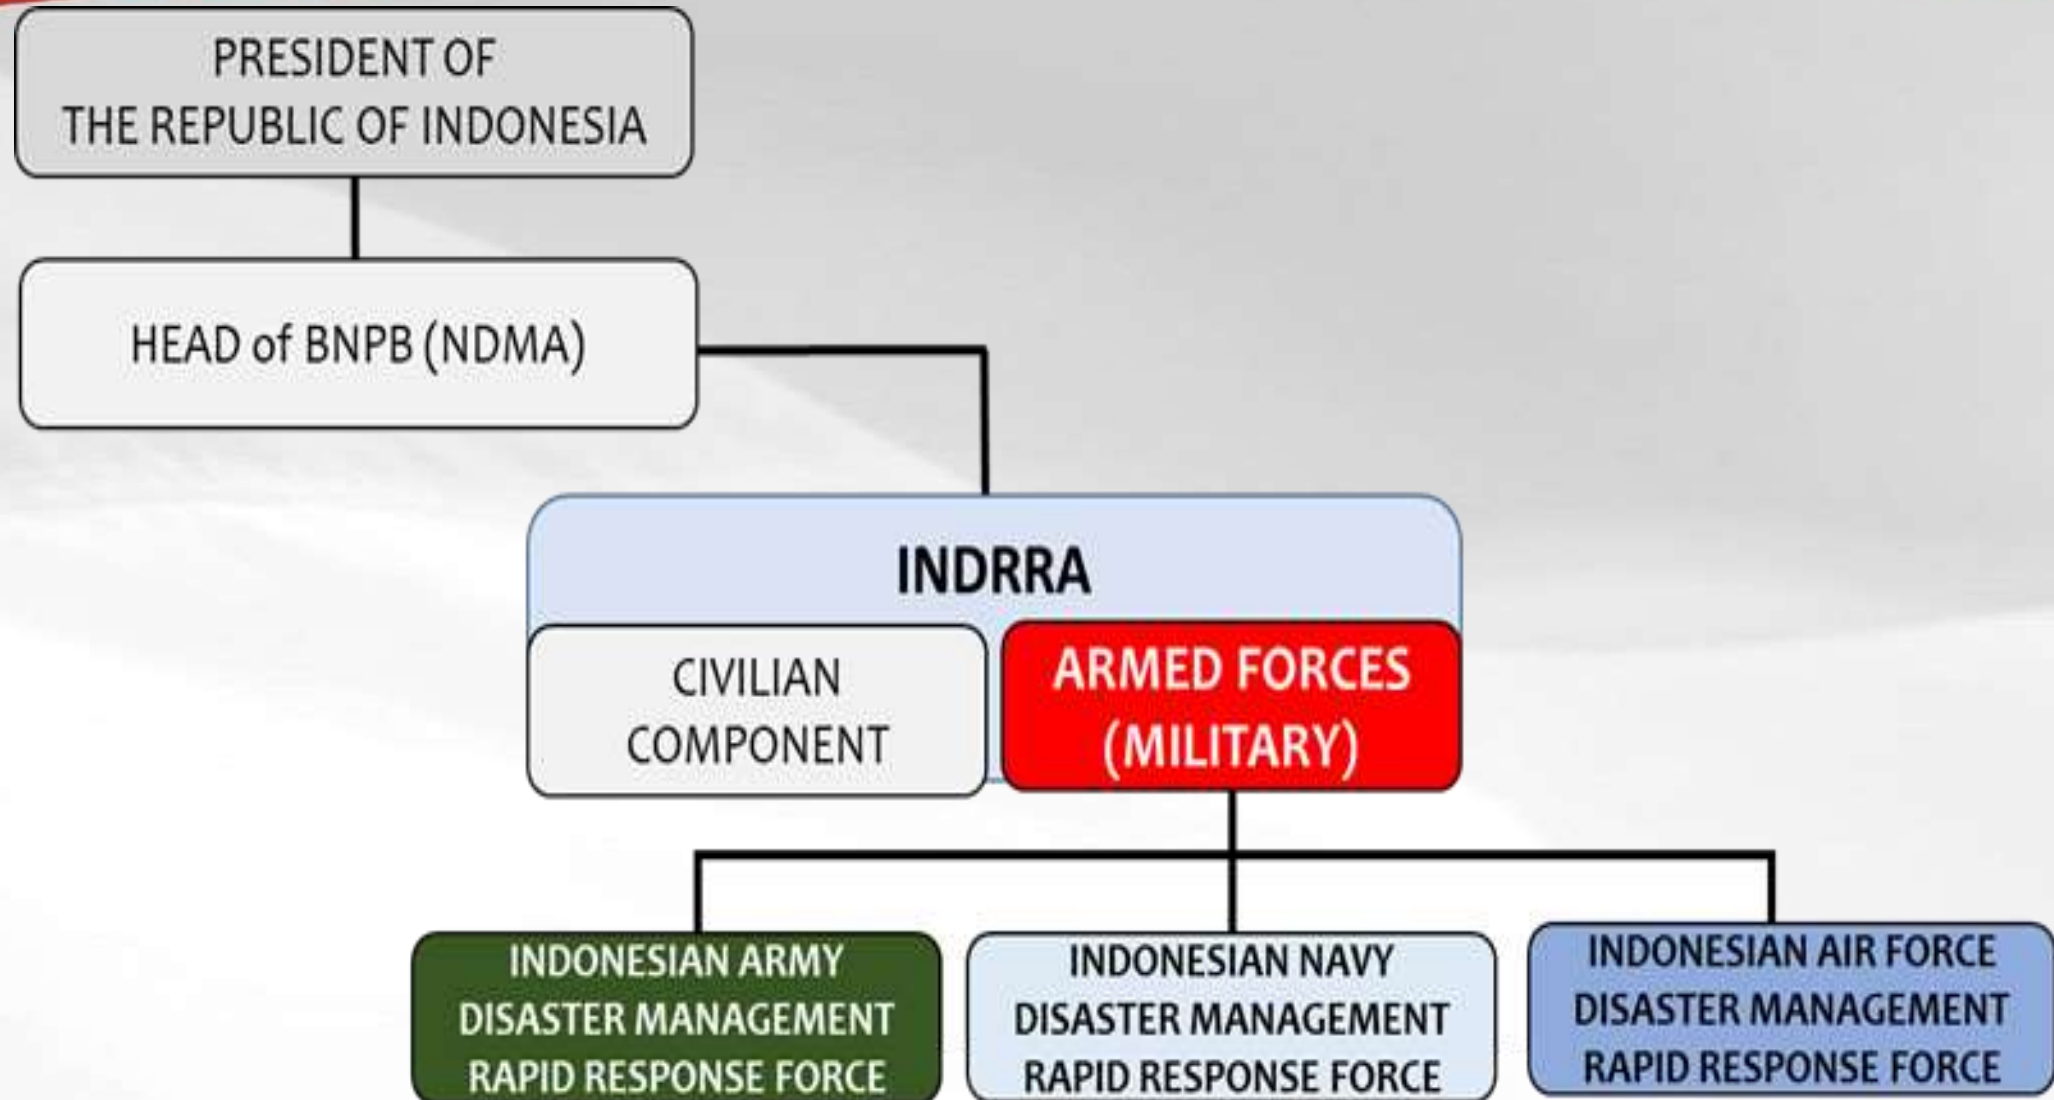 PRESIDENT OF
THE REPUBLIC OF INDONESIA
HEAD of BNPB (NDMA)
INDRRA
CIVILIAN
COMPONENT
ARMED FORCES
(MILITARY)
INDONESIAN ARMY
DISASTER MANAGEMENT
RAPID RESPONSE FORCE
INDONESIAN NAVY
DISASTER MANAGEMENT
RAPID RESPONSE FORCE
INDONESIAN AIR FORCE
DISASTER MANAGEMENT
RAPID RESPONSE FORCE